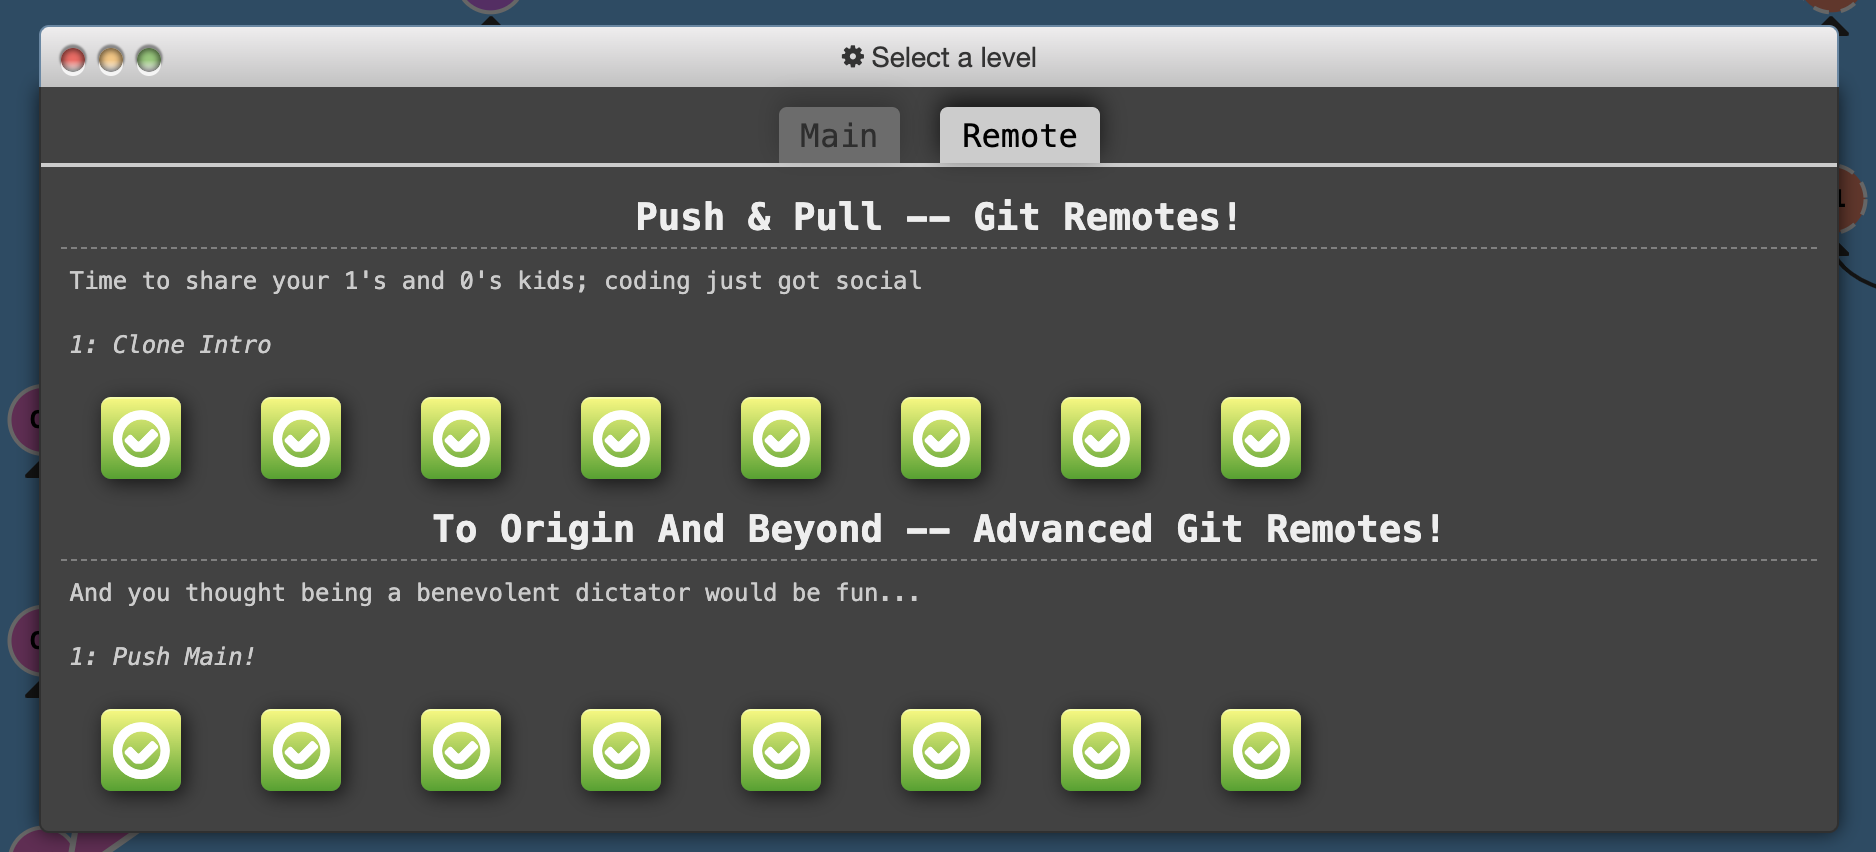 Select a level
Main
Remote
Push & Pull -- Git Remotes!
Time to share your 1's and 0's kids; coding just got social
1: Clone Intro
To Origin And Beyond -- Advanced Git Remotes!
And you thought being a benevolent dictator would be fun...
1: Push Main!